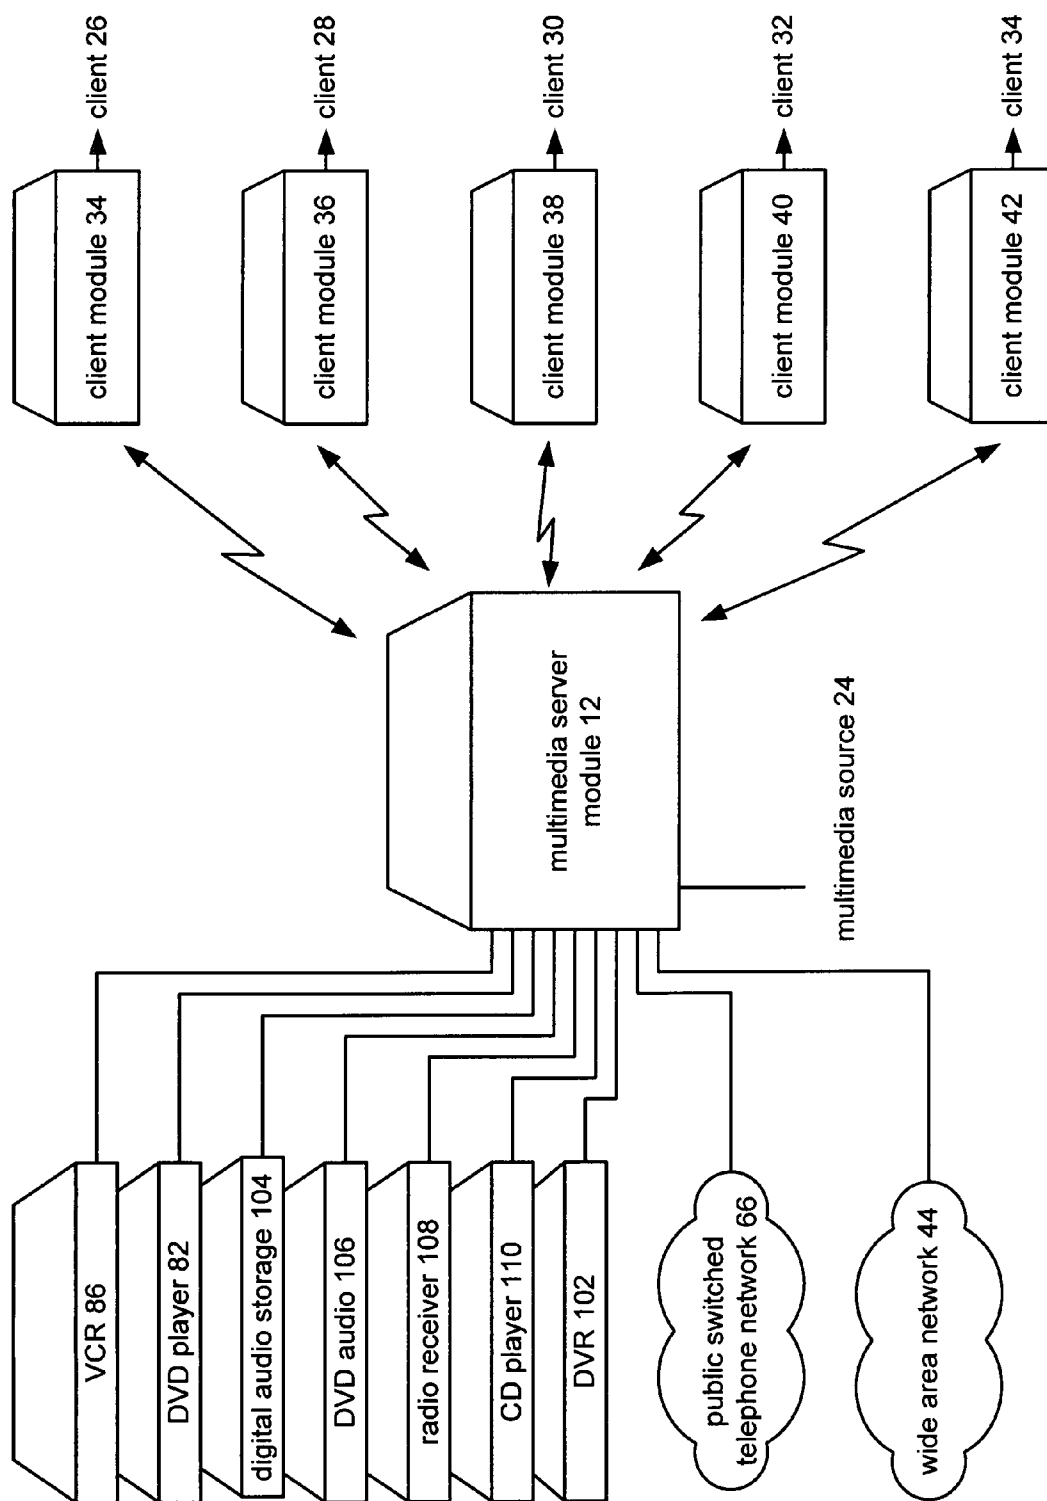 VCR 86
DVD player 82
digital audio storage 104
DVD audio 106
radio receiver 108
CD player 110
DVR 102
public switched
telephone network 66
wide area network 44
multimedia server
module 12
multimedia source 24
client module 34
client 26
client module 36
client 28
client module 38
client 30
client module 40
client 32
client module 42
client 34